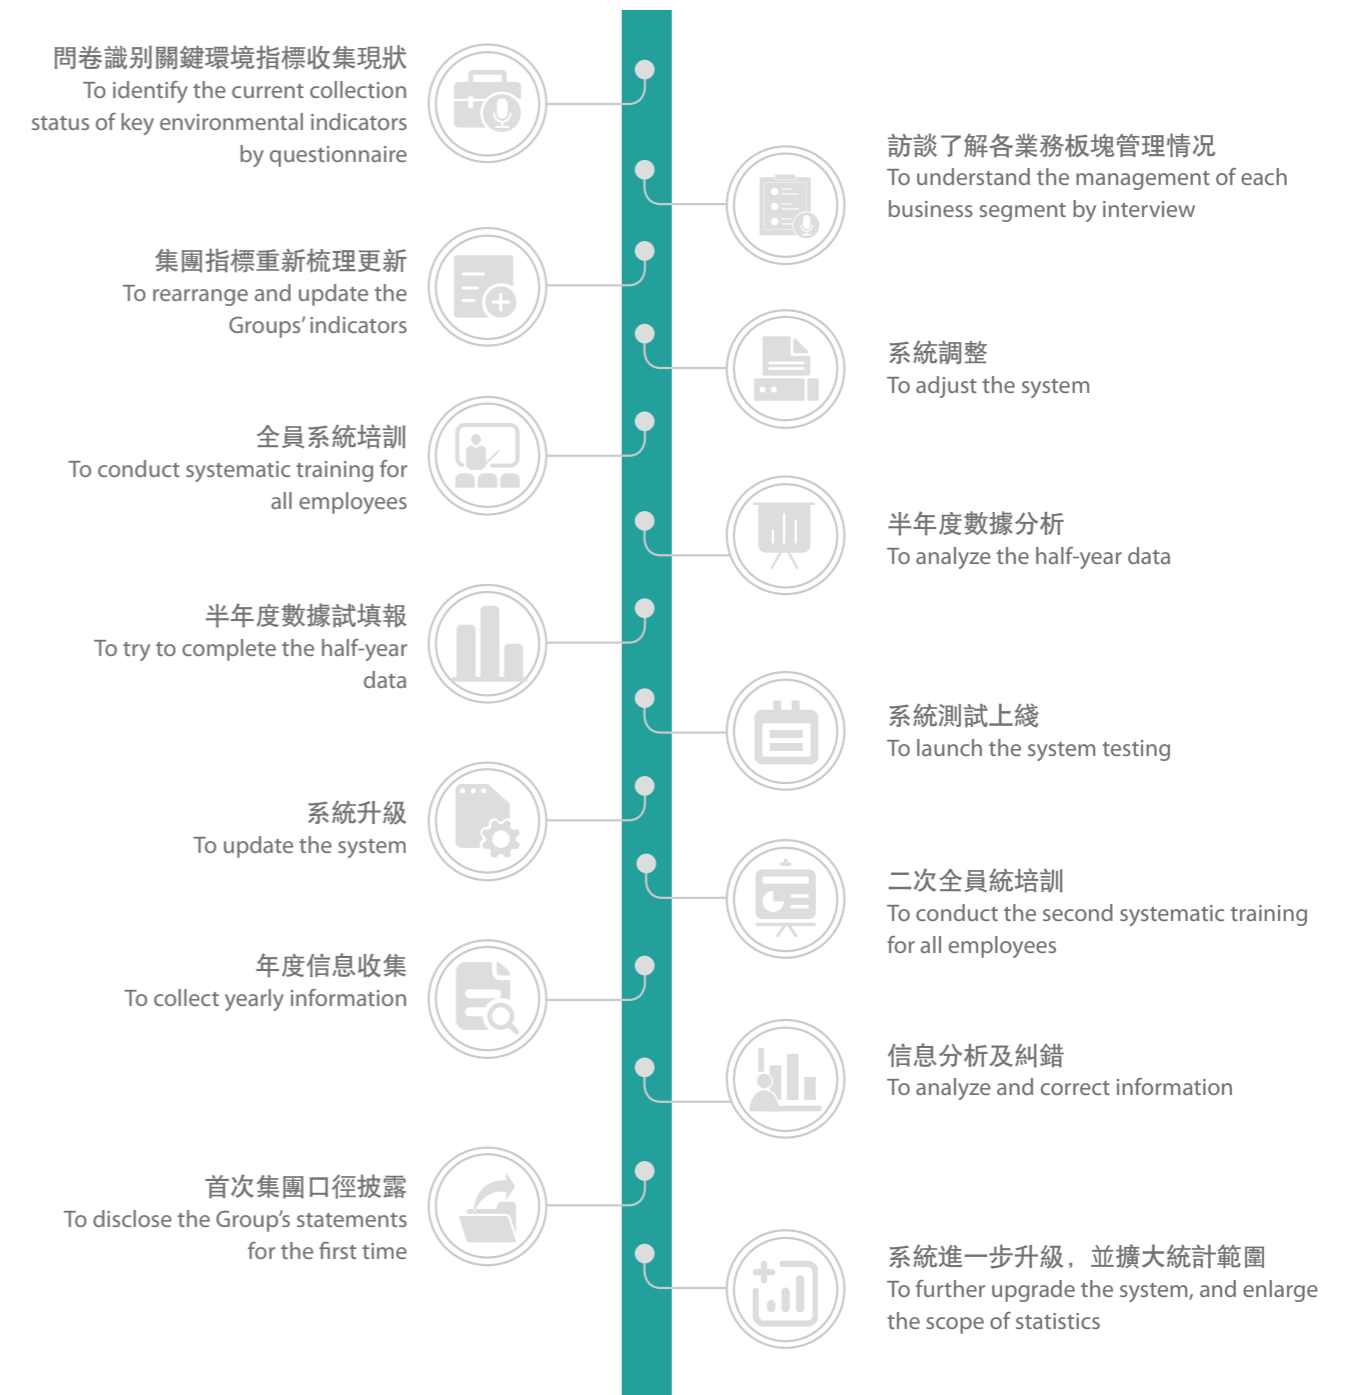 問卷識别關鍵環境指標收集現狀
To identify the current collection
status of key environmental indicators
by questionnaire
訪談了解各業務板塊管理情况
To understand the management of each
business segment by interview
集團指標重新梳理更新
To rearrange and update the
Groups’ indicators
系統調整
To adjust the system
全員系統培訓
To conduct systematic training for
all employees
半年度數據分析
To analyze the half-year data
半年度數據試填報
To try to complete the half-year
data
系統測試上綫
To launch the system testing
系統升級
To update the system
二次全員統培訓
To conduct the second systematic training
for all employees
年度信息收集
To collect yearly information
信息分析及糾錯
To analyze and correct information
首次集團口徑披露
To disclose the Group’s statements
for the first time
系統進一步升級，並擴大統計範圍
To further upgrade the system, and enlarge
the scope of statistics